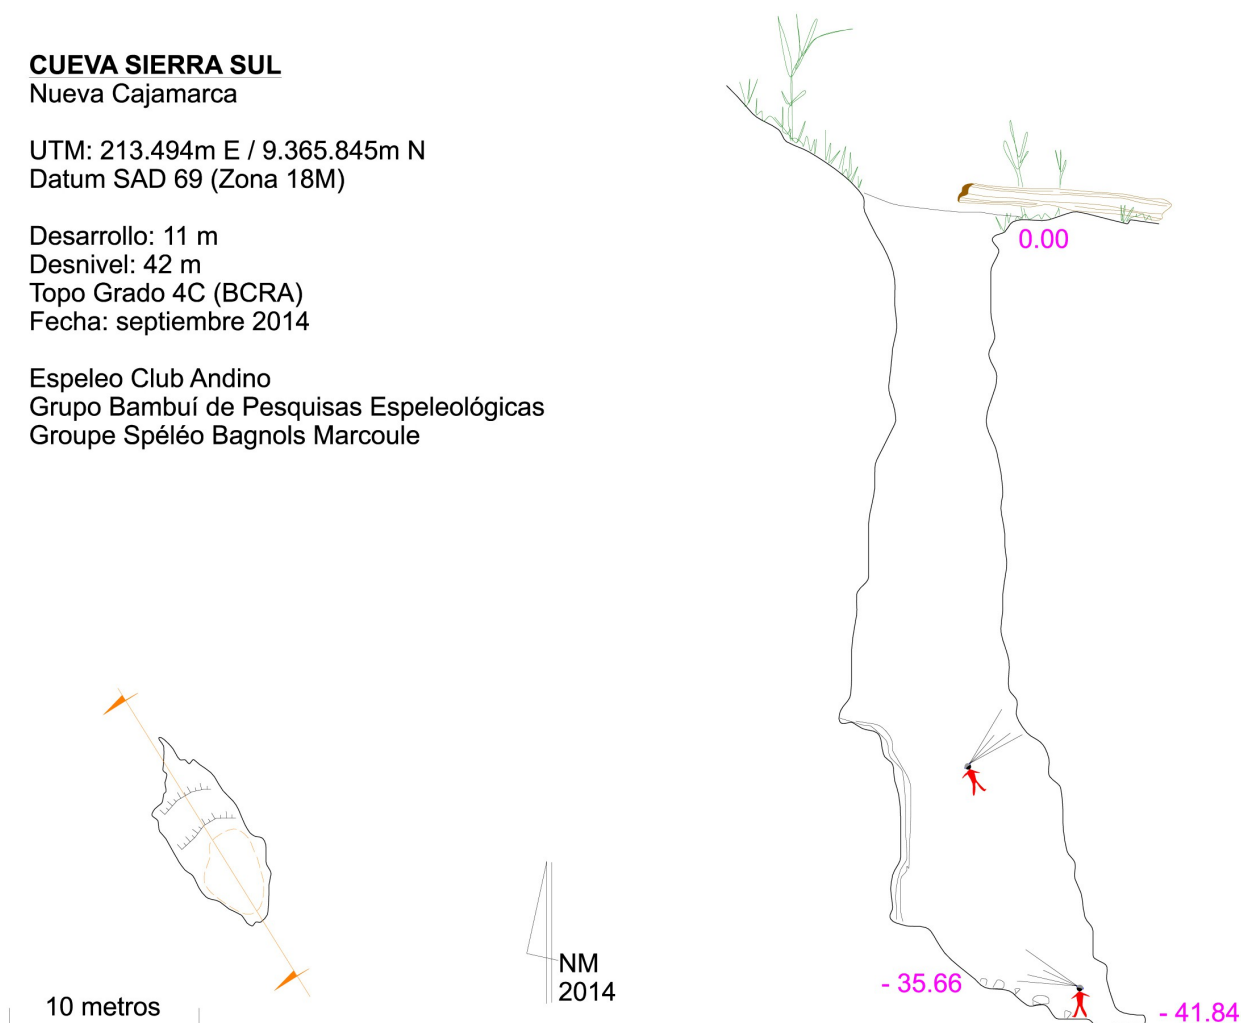 CUEVA SIERRA SUL
Nueva Cajamarca
UTM: 213.494m E / 9.365.845m N
Datum SAD 69 (Zona 18M)
Desarrollo: 11 m
Desnivel: 42 m
Topo Grado 4C (BCRA)
Fecha: septiembre 2014
Espeleo Club Andino
Grupo Bambuí de Pesquisas Espeleológicas
Groupe Spéléo Bagnols Marcoule
0.00
NM
2014
- 35.66
10 metros
- 41.84